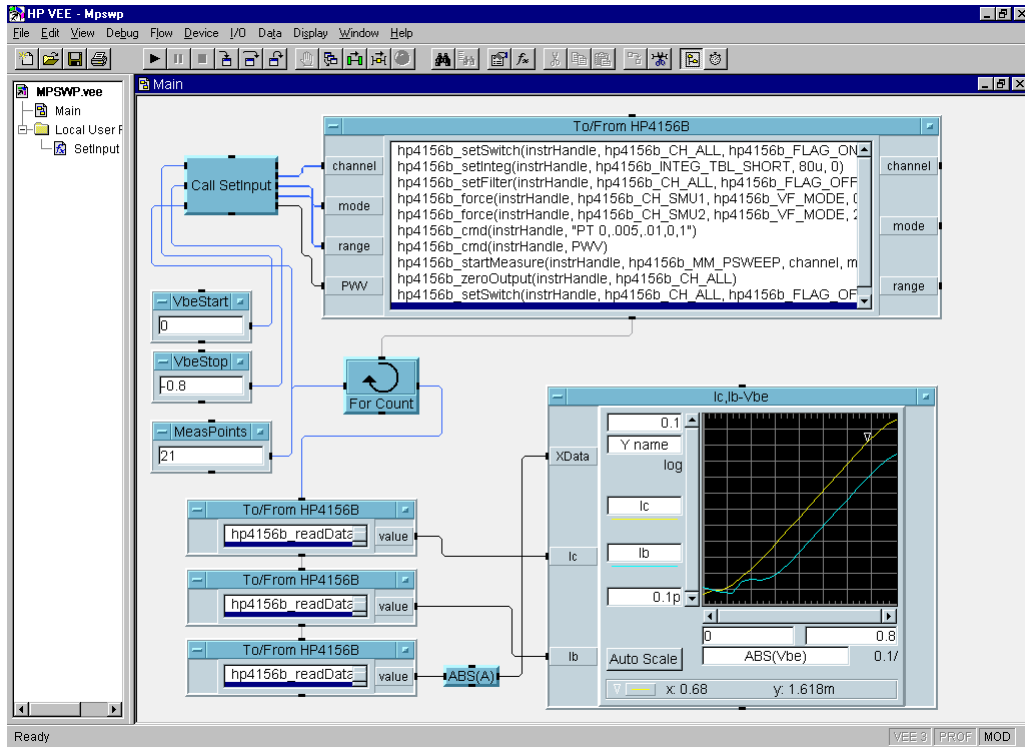 HP VEE - Mpswp
File Edit View Debug Flow Device I/O Data Display Window Help
MPSWP.vee
Main
Local User F
SetInput
Main
To/From HP4156B
Call SetInput
channel
mode
range
PWV
hp4156b_setSwitch(instrHandle, hp4156b_CH_ALL, hp4156b_FLAG_ON
hp4156b_setInteg(instrHandle, hp4156b_INTEG_TBL_SHORT, 80u, 0)
hp4156b_setFilter(instrHandle, hp4156b_CH_ALL, hp4156b_FLAG_OFF
hp4156b_force(instrHandle, hp4156b_CH_SMU1, hp4156b_VF_MODE, 0
hp4156b_force(instrHandle, hp4156b_CH_SMU2, hp4156b_VF_MODE, 2
hp4156b_cmd(instrHandle, "PT 0,.005,.01,0,1")
hp4156b_cmd(instrHandle, PWV)
hp4156b_startMeasure(instrHandle, hp4156b_MM_PSWEEP, channel, m
hp4156b_zeroOutput(instrHandle, hp4156b_CH_ALL)
hp4156b_setSwitch(instrHandle, hp4156b_CH_ALL, hp4156b_FLAG_OF
channel
mode
range
VbeStart
0
VbeStop
-0.8
MeasPoints
21
For Count
To/From HP4156B
hp4156b_readData
value
To/From HP4156B
hp4156b_readData
value
To/From HP4156B
hp4156b_readData
value
ABS(A)
Ic,Ib-Vbe
XData
Ic
Ib
0.1
Y name
log
Ic
Ib
0.1p
Auto Scale
0
0.8
ABS(Vbe)
0.1/
x: 0.68
y: 1.618m
Ready
VEE 3 PROF MOD